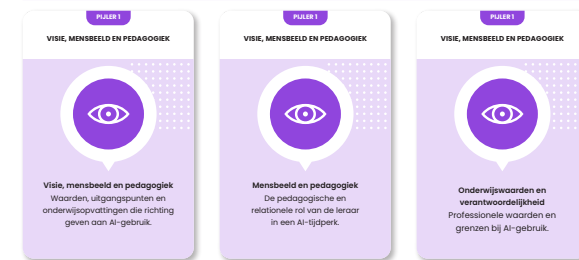 PIJLER 1
VISIE, MENSBEELD EN PEDAGOGIEK
Visie, mensbeeld en pedagogiek
Waarden, uitgangspunten en
onderwijsopvattingen die richting
geven aan AI-gebruik.
PIJLER 1
VISIE, MENSBEELD EN PEDAGOGIEK
Mensbeeld en pedagogiek
De pedagogische en
relationele rol van de leraar
in een AI-tijdperk.
PIJLER 1
VISIE, MENSBEELD EN PEDAGOGIEK
Onderwijswaarden en
verantwoordelijkheid
Professionele waarden en
grenzen bij AI-gebruik.